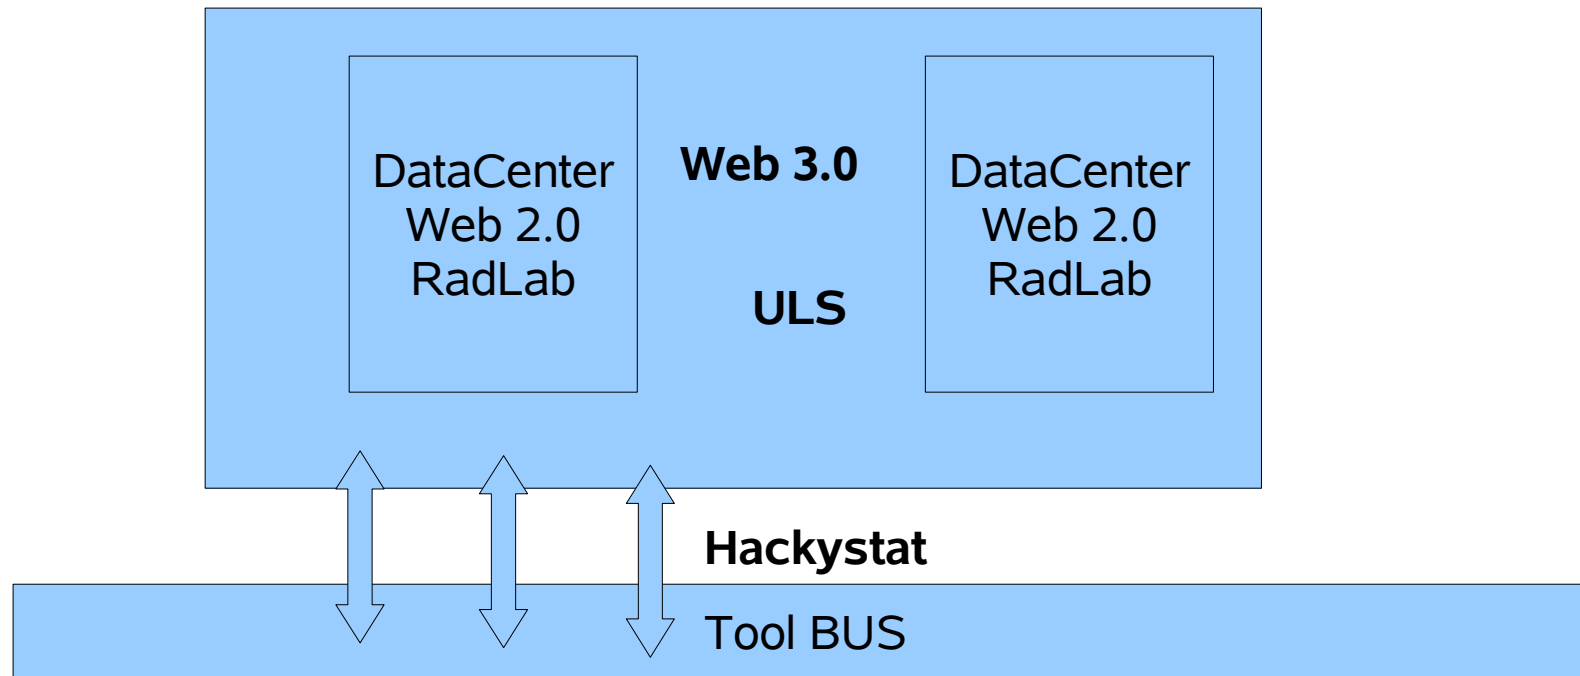 DataCenter
Web 2.0
RadLab
Web 3.0
ULS
DataCenter
Web 2.0
RadLab
Hackystat
Tool BUS